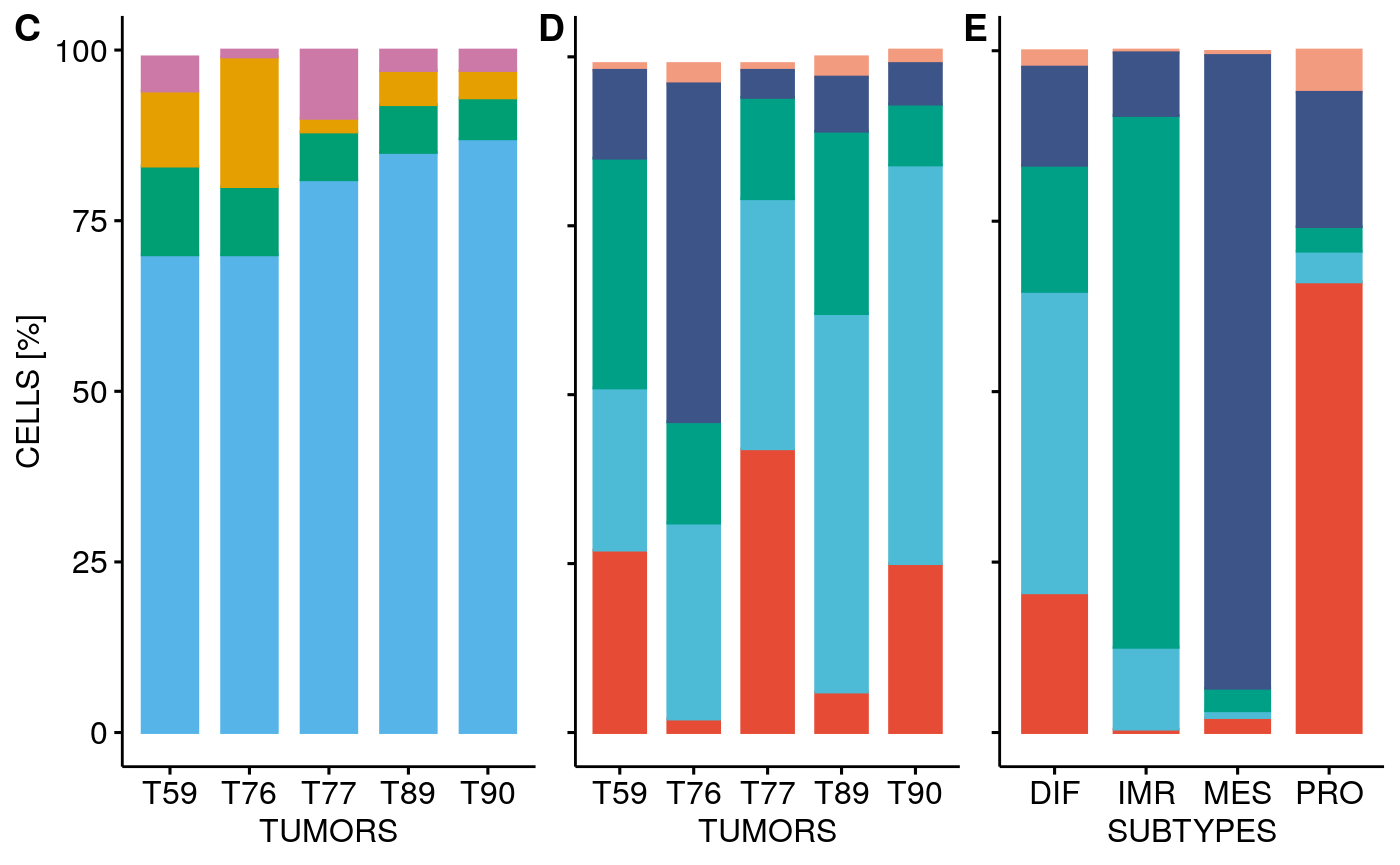 C
D
E
100
75
50
25
0
CELLS [%]
T59 T76 T77 T89 T90
TUMORS
T59 T76 T77 T89 T90
TUMORS
DIF IMR MES PRO
SUBTYPES